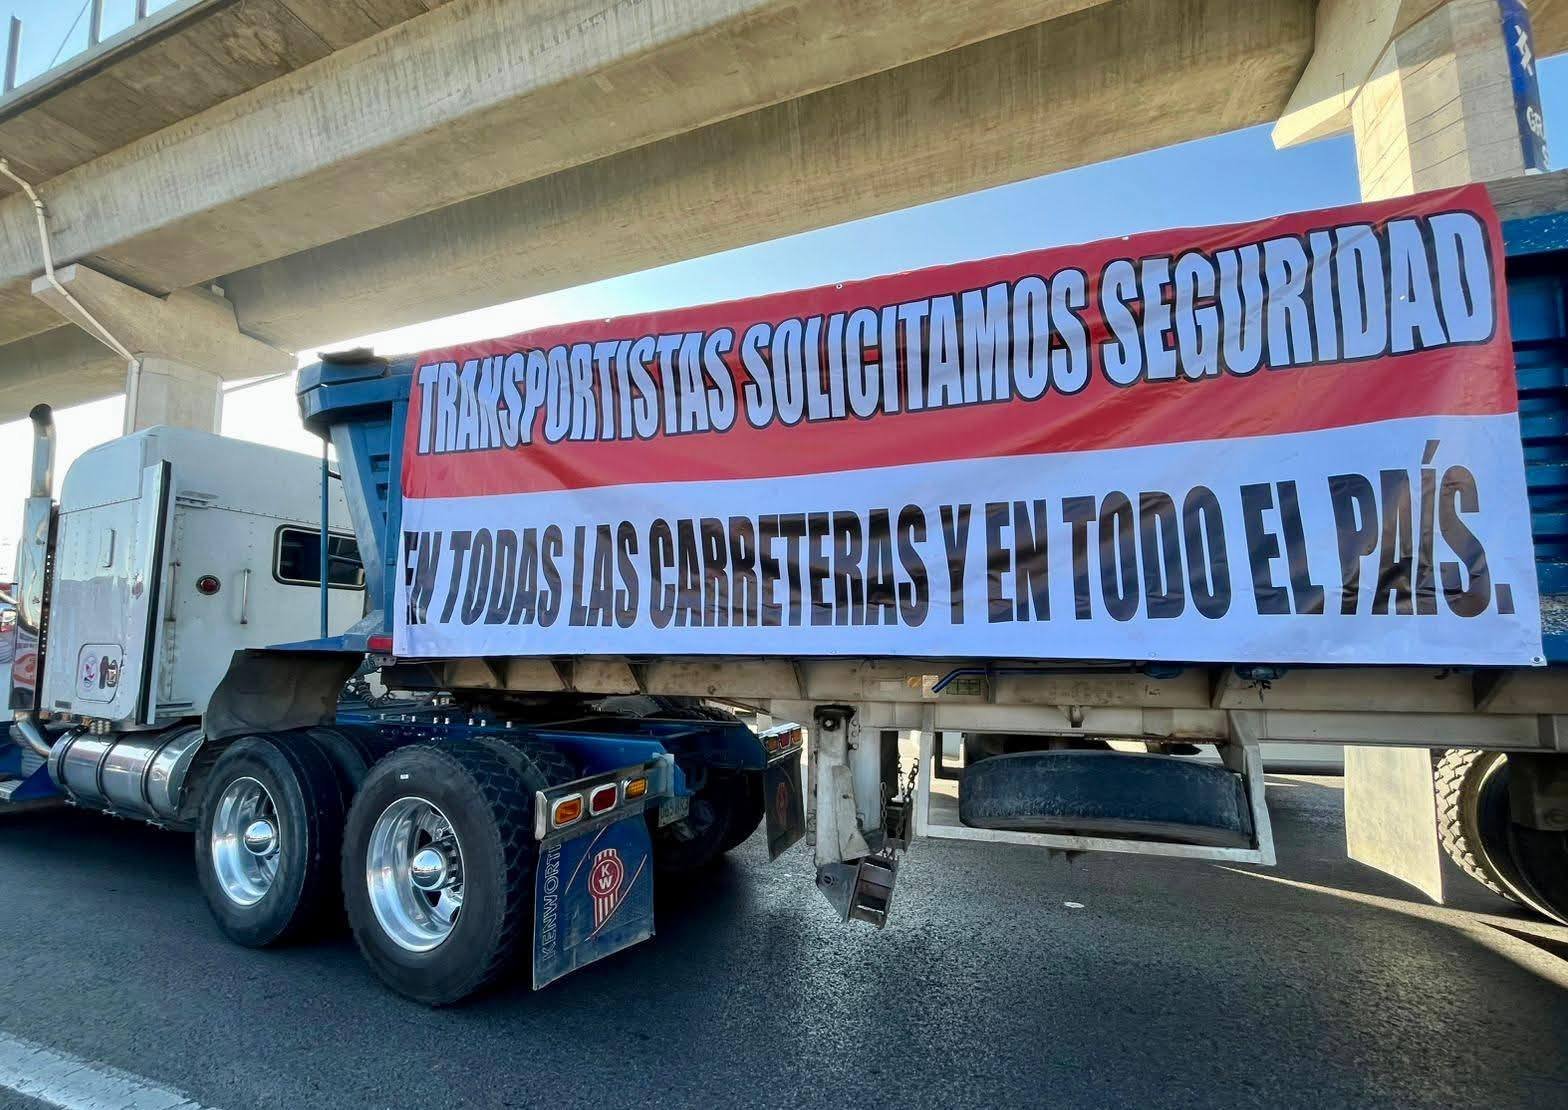 TRANSPORTISTAS SOLICITAMOS SEGURIDAD
EN TODAS LAS CARRETERAS Y EN TODO EL PAÍS.
KENWORTH
KW